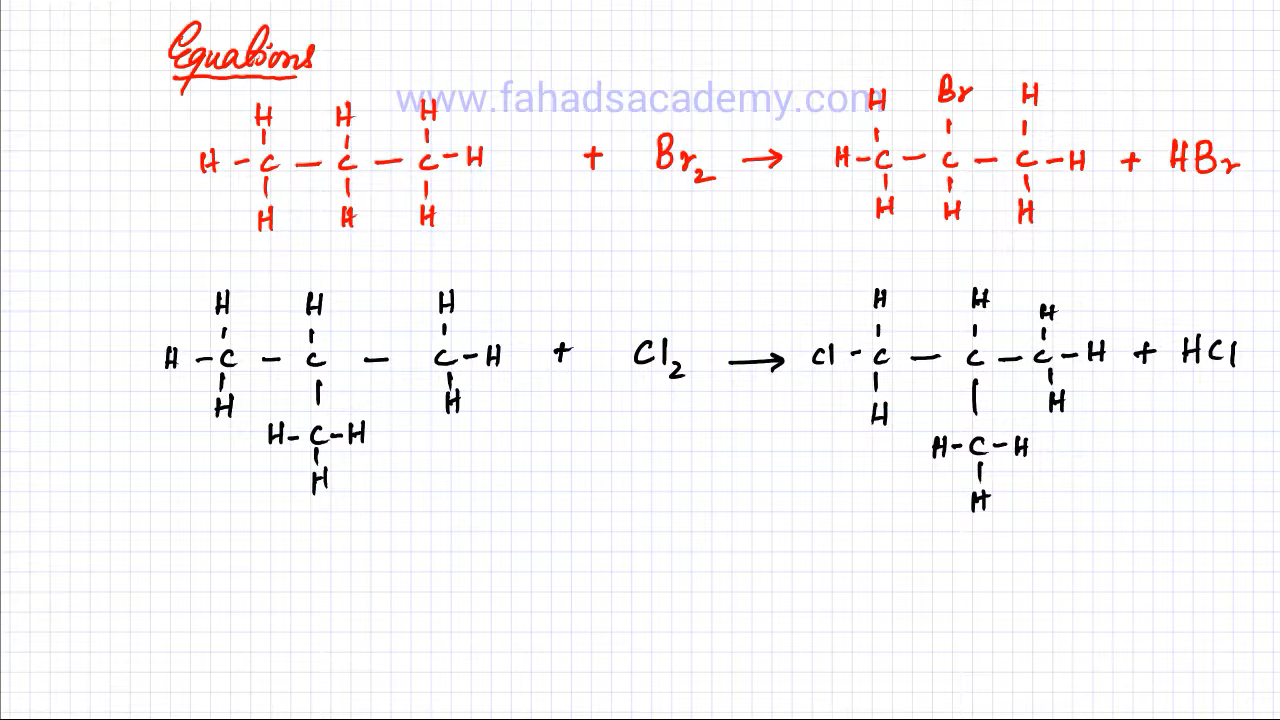 Equations
www.fahadsacademy.com
H H H
H - C - C - C - H + Br₂ → H - C - C - C - H + HBr
H H H
H Br H
H H H
H H H
H - C - C - C - H + Cl₂ → Cl - C - C - C - H + HCl
H H
H - C - H
H
H H H
H H
H - C - H
H